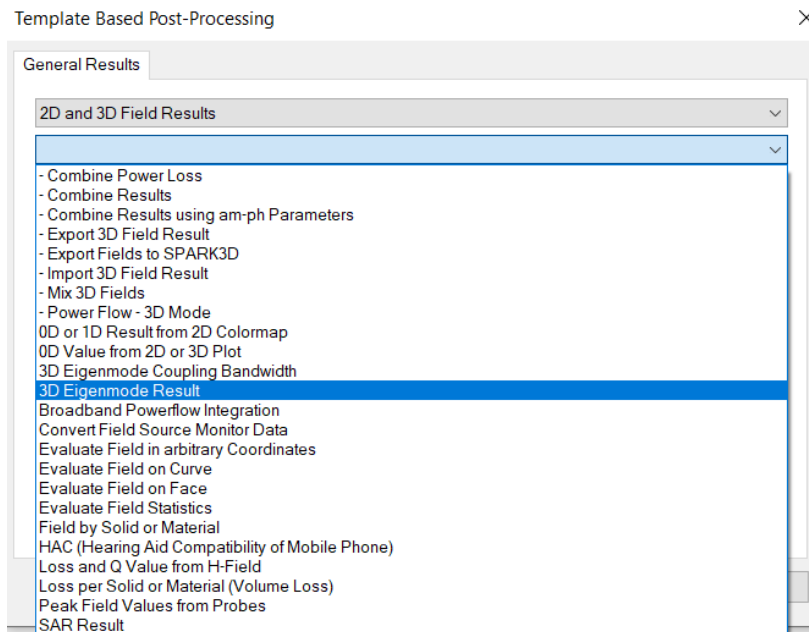 Template Based Post-Processing
General Results
2D and 3D Field Results
- Combine Power Loss
- Combine Results
- Combine Results using am-ph Parameters
- Export 3D Field Result
- Export Fields to SPARK3D
- Import 3D Field Result
- Mix 3D Fields
- Power Flow - 3D Mode
0D or 1D Result from 2D Colormap
0D Value from 2D or 3D Plot
3D Eigenmode Coupling Bandwidth
3D Eigenmode Result
Broadband Powerflow Integration
Convert Field Source Monitor Data
Evaluate Field in arbitrary Coordinates
Evaluate Field on Curve
Evaluate Field on Face
Evaluate Field Statistics
Field by Solid or Material
HAC (Hearing Aid Compatibility of Mobile Phone)
Loss and Q Value from H-Field
Loss per Solid or Material (Volume Loss)
Peak Field Values from Probes
SAR Result